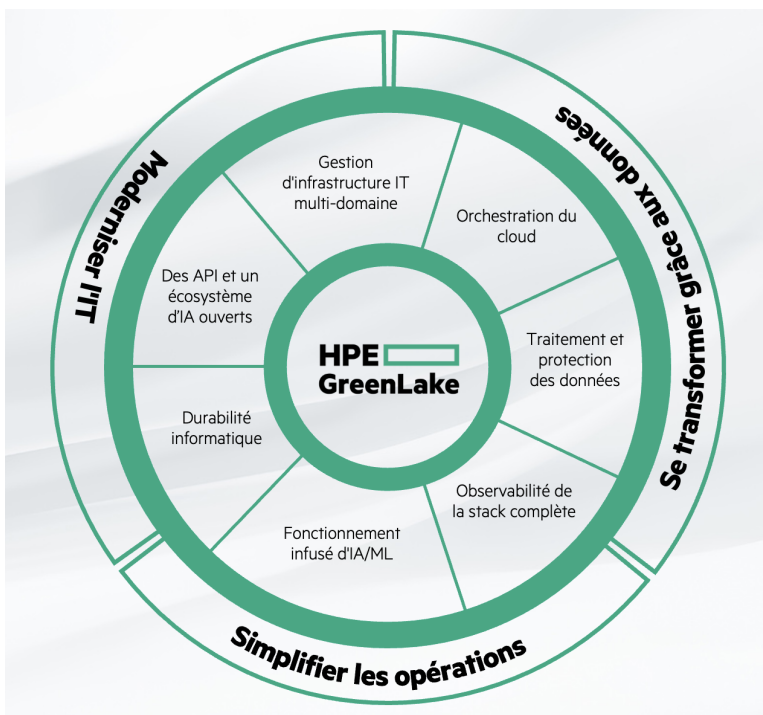 Moderniser l'IT
Se transformer grâce aux données
Gestion
d'infrastructure IT
multi-domaine
Orchestration du
cloud
Des API et un
écosystème
d'IA ouverts
HPE
GreenLake
Traitement et
protection
des données
Durabilité
informatique
Observabilité de
la stack complète
Fonctionnement
infusé d'IA/ML
Simplifier les opérations